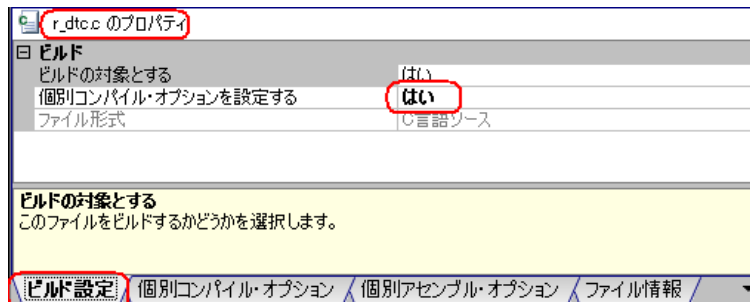 r_dtc.c のプロパティ
ビルド
ビルドの対象とする はい
個別コンパイル・オプションを設定する はい
ファイル形式 C言語ソース
ビルドの対象とする
このファイルをビルドするかどうかを選択します。
ビルド設定 個別コンパイル・オプション 個別アセンブル・オプション ファイル情報